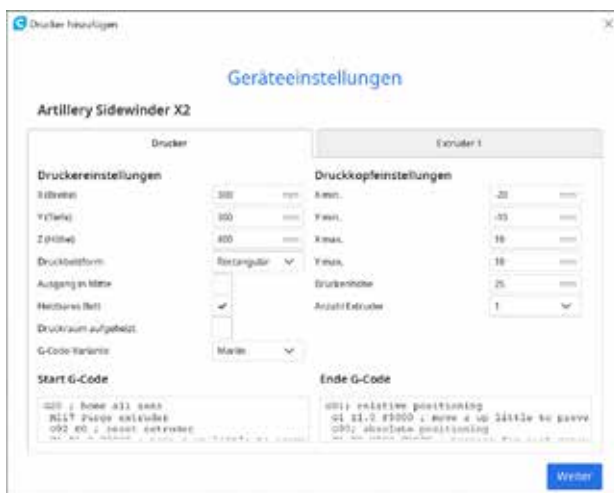 Drucker hinzufügen
Geräteeinstellungen
Artillery Sidewinder X2
Drucker
Extruder 1
Druckereinstellungen
X (Breite) 300 mm
Y (Tiefe) 300 mm
Z (Höhe) 400 mm
Druckbettform Rectangular
Ausgang in Mitte
Heizbares Bett
Druckraum aufgeheizt
G-Code-Variante Marlin
Druckkopfeinstellungen
X min. -20 mm
Y min. -10 mm
X max. 10 mm
Y max. 10 mm
Brückenhöhe 25 mm
Anzahl Extruder 1
Start G-Code
G28 ; home all axes
M117 Purge extruder
G92 E0 ; reset extruder
Ende G-Code
G91; relative positioning
G1 Z1.0 F3000 ; move z up little to preve
G90; absolute positioning
Weiter